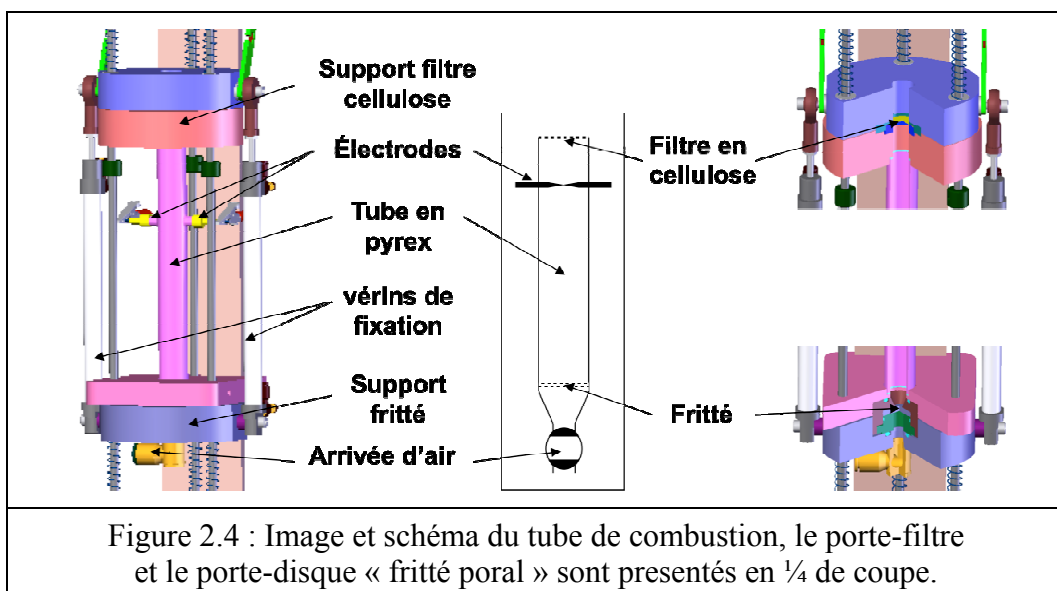 Support filtre
cellulose
Électrodes
Filtre en
cellulose
Tube en
pyrex
vérins de
fixation
Support
fritté
Fritté
Arrivée d'air
Figure 2.4 : Image et schéma du tube de combustion, le porte-filtre
et le porte-disque « fritté poral » sont presentés en ¼ de coupe.